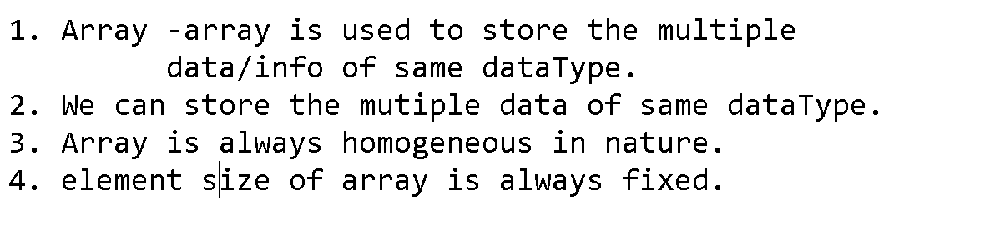 1. Array -array is used to store the multiple
data/info of same dataType.
2. We can store the mutiple data of same dataType.
3. Array is always homogeneous in nature.
4. element size of array is always fixed.